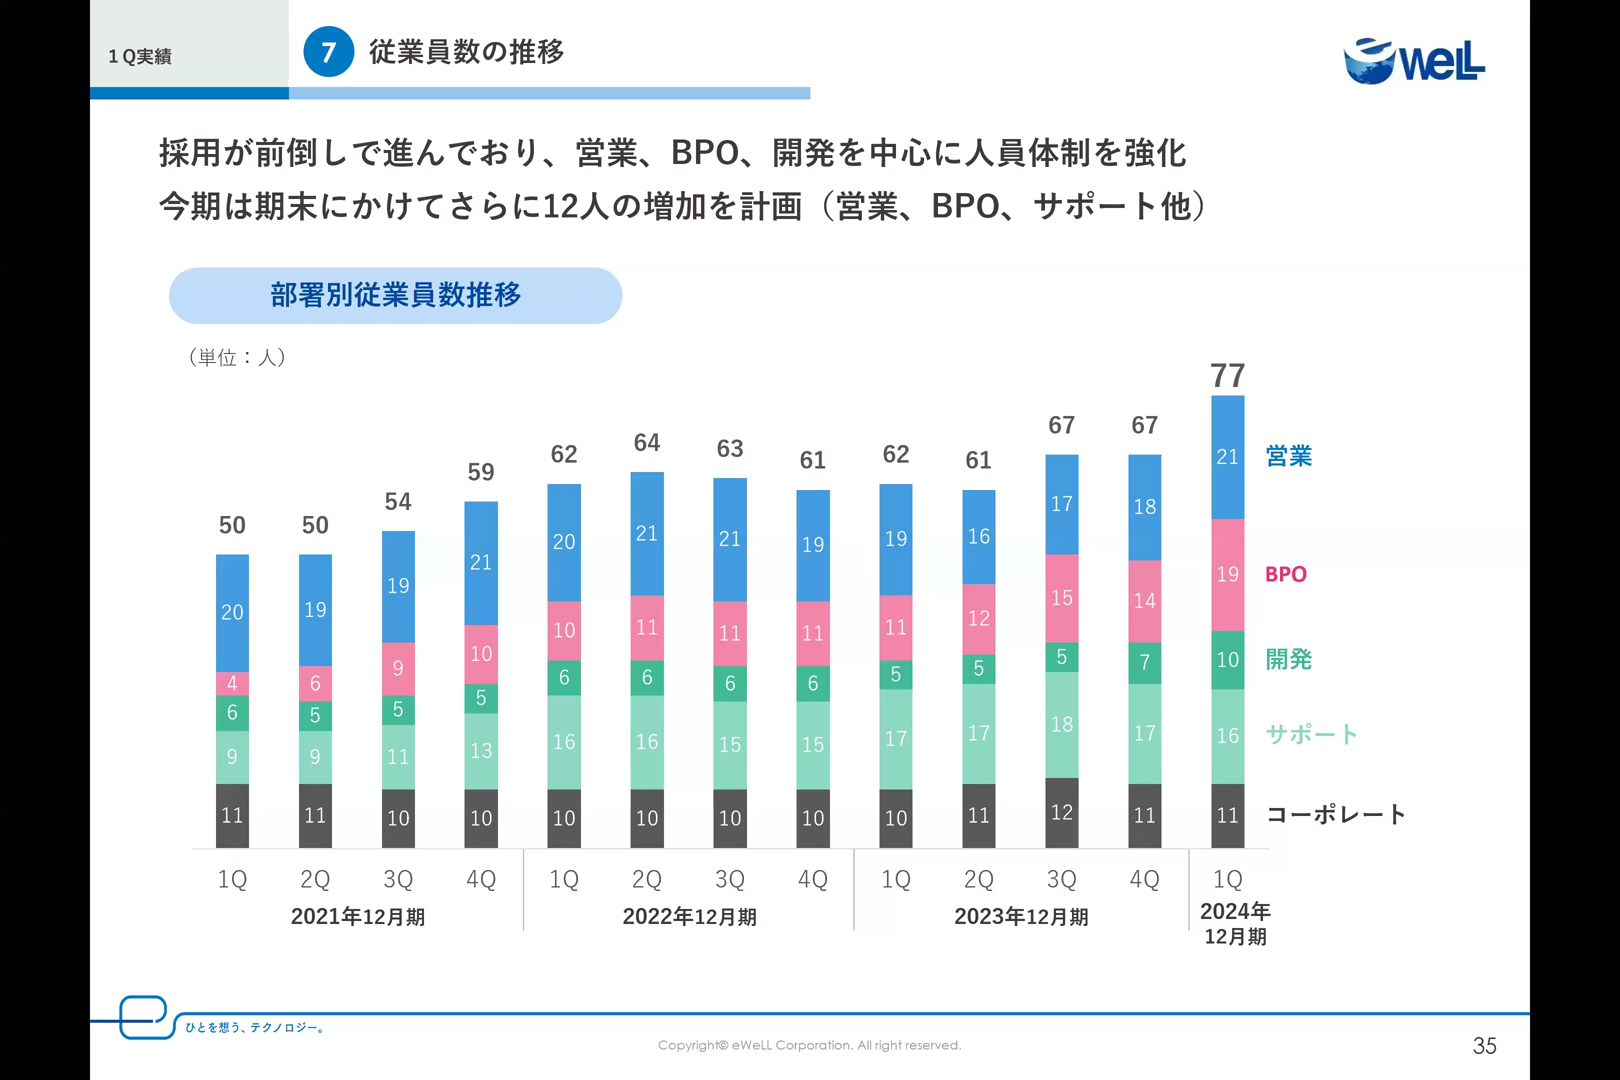 1Q実績
7 従業員数の推移
eWeLL
採用が前倒しで進んでおり、営業、BPO、開発を中心に人員体制を強化
今期は期末にかけてさらに12人の増加を計画（営業、BPO、サポート他）
部署別従業員数推移
（単位：人）
50 50 54 59 62 64 63 61 62 61 67 67 77
20 19 19 21 20 21 21 19 19 16 17 18 21 営業
4 6 9 10 10 11 11 11 11 12 15 14 19 BPO
6 5 5 5 6 6 6 6 5 5 5 7 10 開発
9 9 11 13 16 16 15 15 17 17 18 17 16 サポート
11 11 10 10 10 10 10 10 10 11 12 11 11 コーポレート
1Q 2Q 3Q 4Q 1Q 2Q 3Q 4Q 1Q 2Q 3Q 4Q 1Q
2021年12月期 2022年12月期 2023年12月期 2024年
12月期
ひとを想う、テクノロジー。
Copyright© eWeLL Corporation. All right reserved.
35